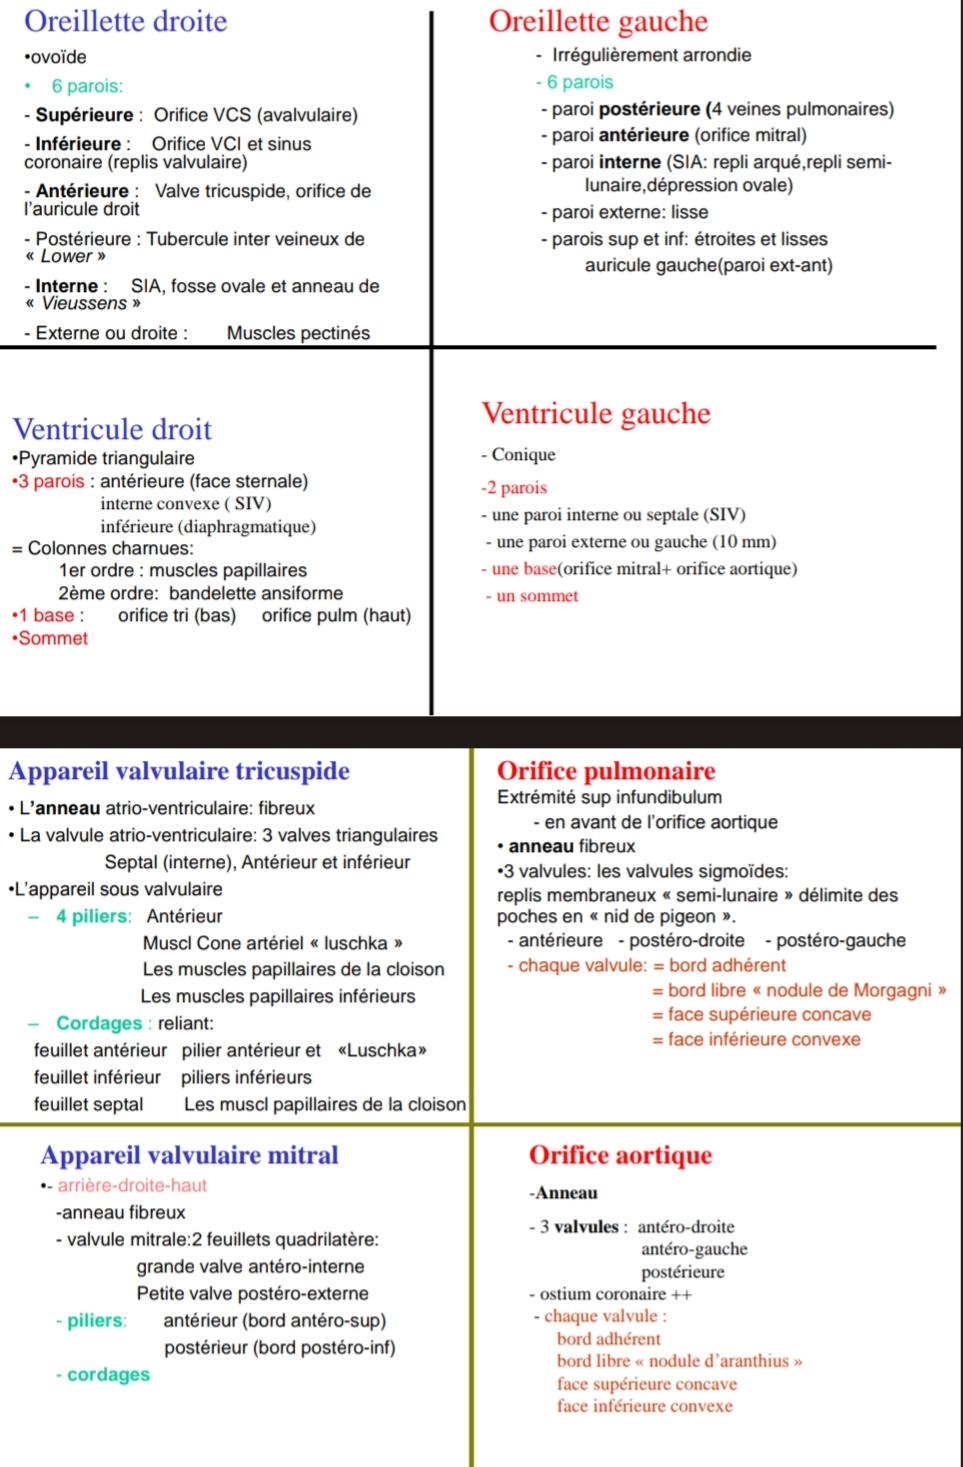 Oreillette droite
•ovoïde
• 6 parois:
- Supérieure : Orifice VCS (avalvulaire)
- Inférieure : Orifice VCI et sinus
coronaire (replis valvulaire)
- Antérieure : Valve tricuspide, orifice de
l'auricule droit
- Postérieure : Tubercule inter veineux de
« Lower »
- Interne : SIA, fosse ovale et anneau de
« Vieussens »
- Externe ou droite : Muscles pectinés
Oreillette gauche
- Irrégulièrement arrondie
- 6 parois
- paroi postérieure (4 veines pulmonaires)
- paroi antérieure (orifice mitral)
- paroi interne (SIA: repli arqué,repli semi-
lunaire,dépression ovale)
- paroi externe: lisse
- parois sup et inf: étroites et lisses
auricule gauche(paroi ext-ant)
Ventricule droit
•Pyramide triangulaire
•3 parois : antérieure (face sternale)
interne convexe ( SIV)
inférieure (diaphragmatique)
= Colonnes charnues:
1er ordre : muscles papillaires
2ème ordre: bandelette ansiforme
•1 base : orifice tri (bas) orifice pulm (haut)
•Sommet
Ventricule gauche
- Conique
-2 parois
- une paroi interne ou septale (SIV)
- une paroi externe ou gauche (10 mm)
- une base(orifice mitral+ orifice aortique)
- un sommet
Appareil valvulaire tricuspide
• L'anneau atrio-ventriculaire: fibreux
• La valvule atrio-ventriculaire: 3 valves triangulaires
Septal (interne), Antérieur et inférieur
•L'appareil sous valvulaire
– 4 piliers: Antérieur
Muscl Cone artériel « luschka »
Les muscles papillaires de la cloison
Les muscles papillaires inférieurs
– Cordages : reliant:
feuillet antérieur pilier antérieur et «Luschka»
feuillet inférieur piliers inférieurs
feuillet septal Les muscl papillaires de la cloison
Orifice pulmonaire
Extrémité sup infundibulum
- en avant de l'orifice aortique
• anneau fibreux
•3 valvules: les valvules sigmoïdes:
replis membraneux « semi-lunaire » délimite des
poches en « nid de pigeon ».
- antérieure - postéro-droite - postéro-gauche
- chaque valvule: = bord adhérent
= bord libre « nodule de Morgagni »
= face supérieure concave
= face inférieure convexe
Appareil valvulaire mitral
•- arrière-droite-haut
-anneau fibreux
- valvule mitrale:2 feuillets quadrilatère:
grande valve antéro-interne
Petite valve postéro-externe
- piliers: antérieur (bord antéro-sup)
postérieur (bord postéro-inf)
- cordages
Orifice aortique
-Anneau
- 3 valvules : antéro-droite
antéro-gauche
postérieure
- ostium coronaire ++
- chaque valvule :
bord adhérent
bord libre « nodule d'aranthius »
face supérieure concave
face inférieure convexe